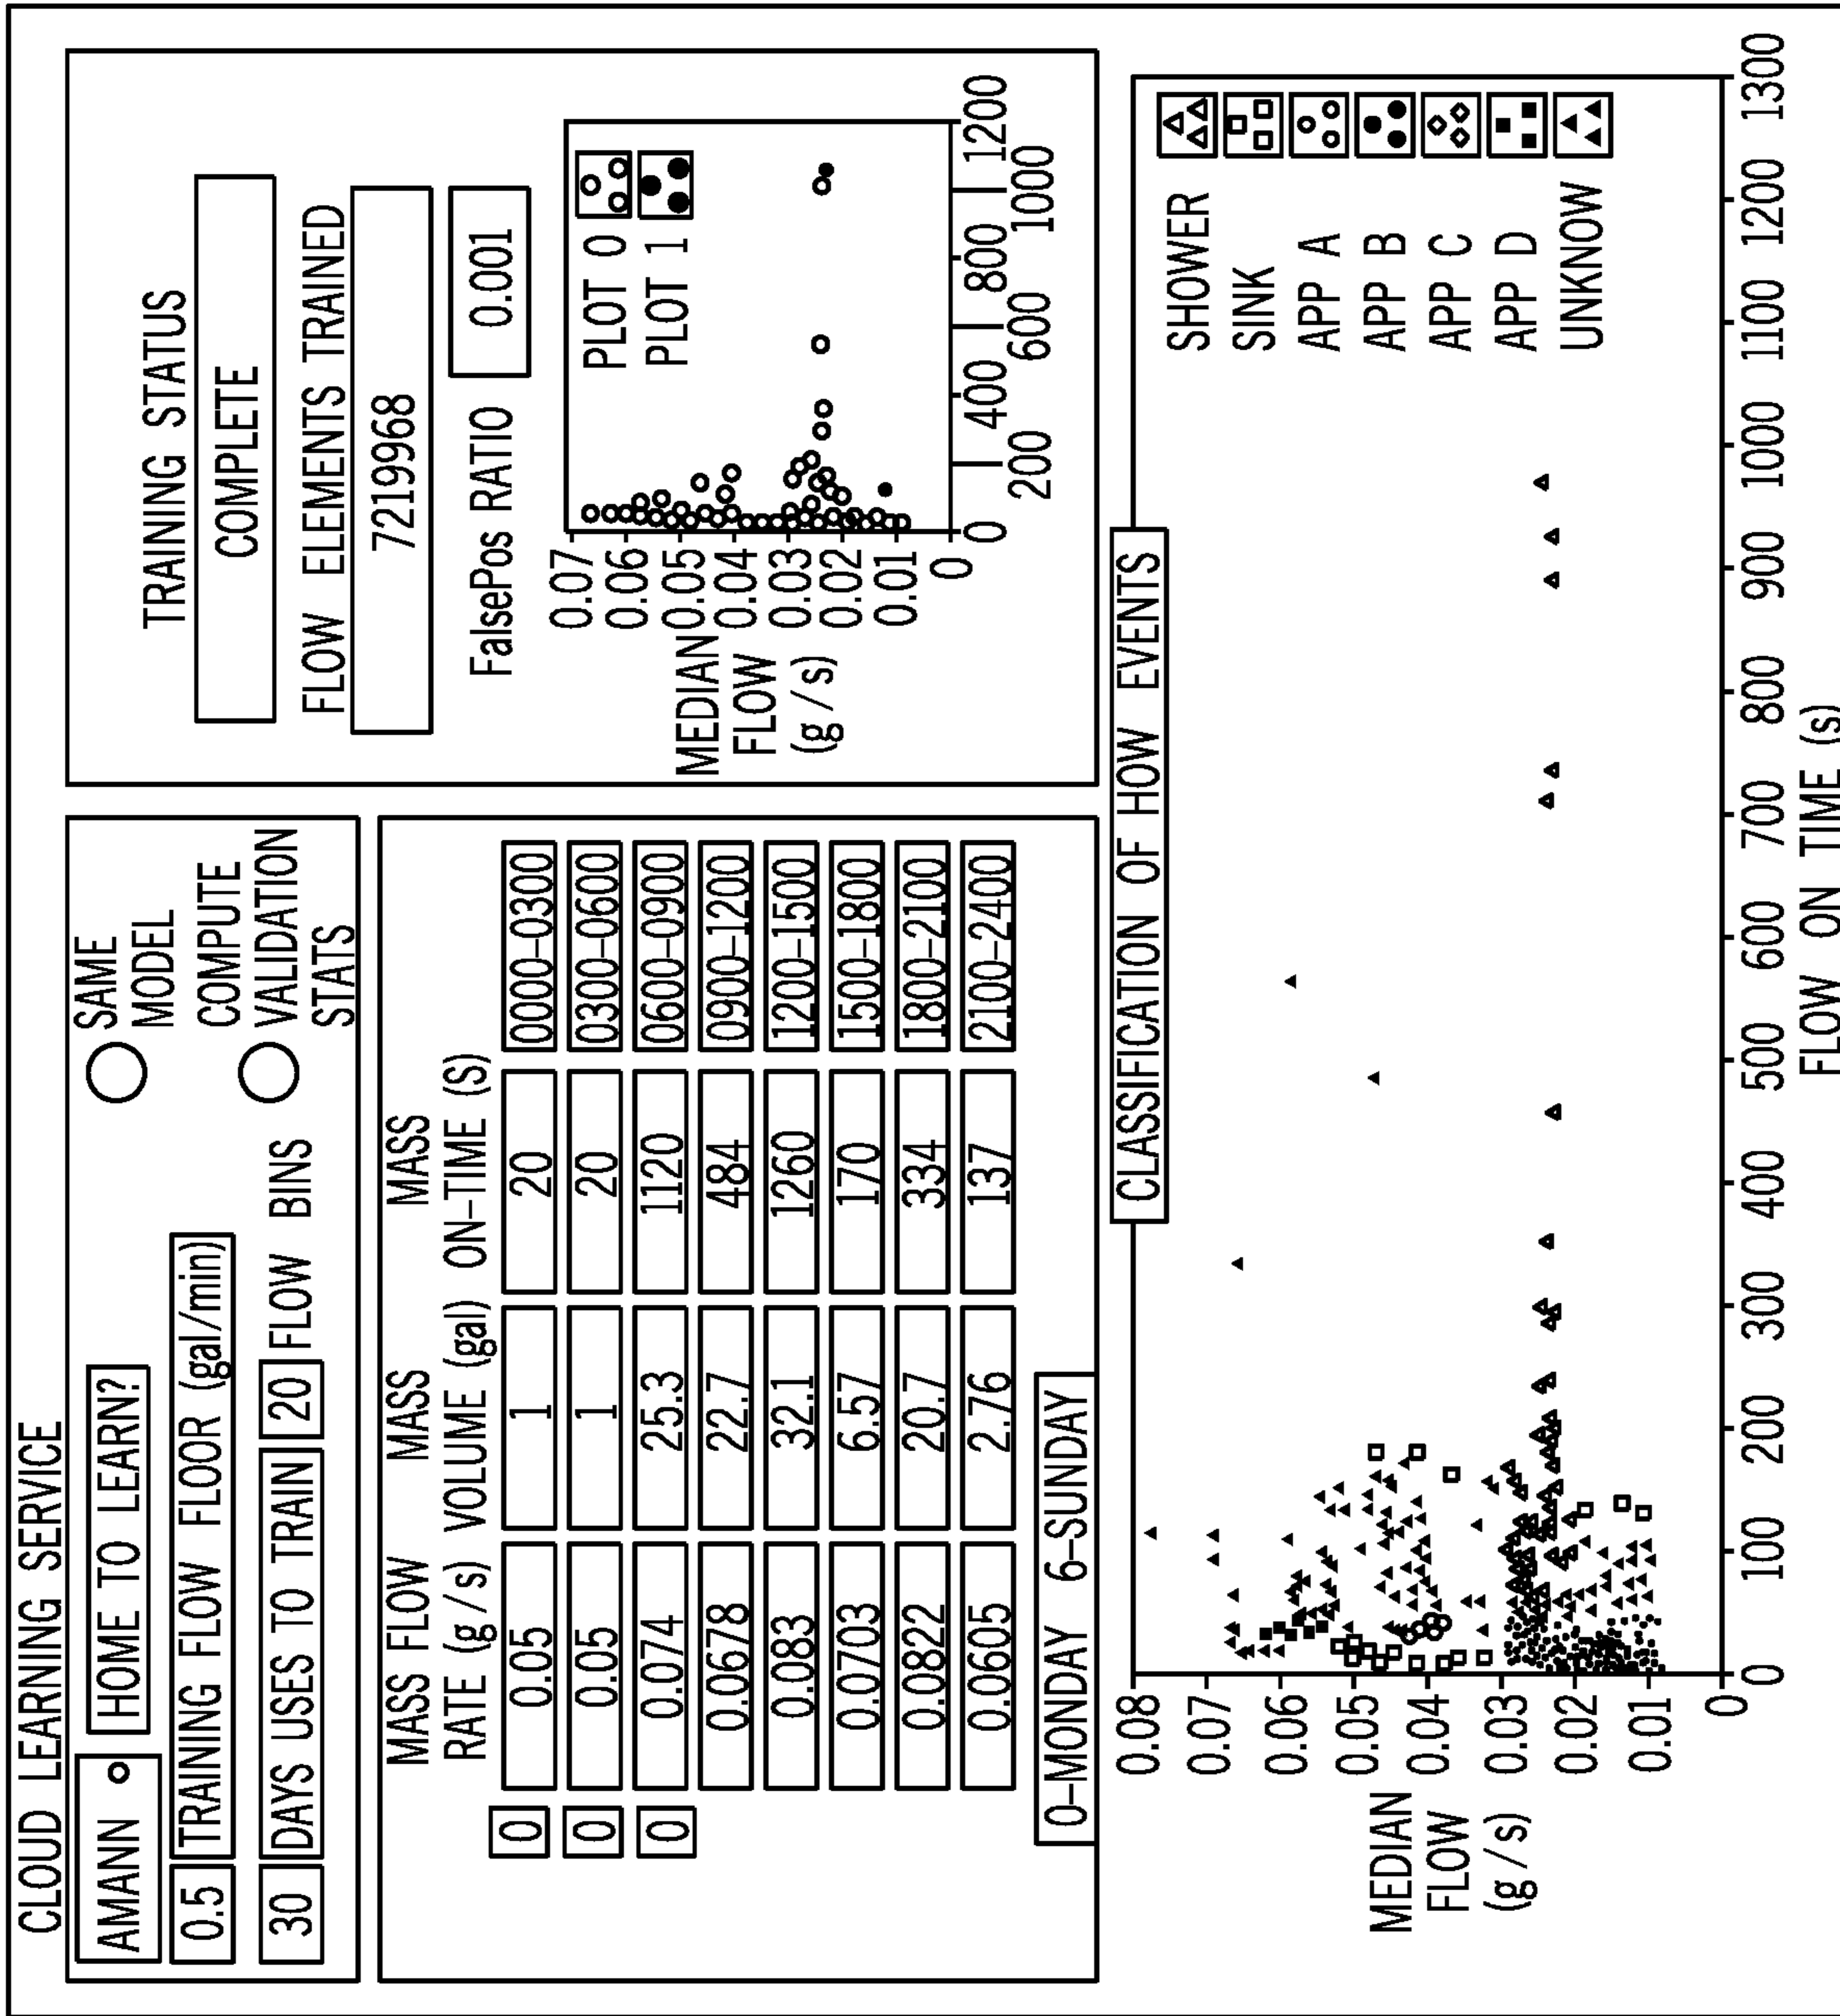 CLOUD LEARNING SERVICE
AMANN
HOME TO LEARN?
SAME MODEL
0.5 TRAINING FLOW FLOOR (gal/min)
COMPUTE VALIDATION STATS
30 DAYS USES TO TRAIN 20 FLOW BINS
MASS FLOW RATE (g/s)
MASS VOLUME (gal)
MASS ON-TIME (S)
0 0.05 1 20 0000-0300
0 0.05 1 20 0300-0600
0 0.074 25.3 1120 0600-0900
0.0678 22.7 484 0900-1200
0.083 32.1 1260 1200-1500
0.0703 6.57 170 1500-1800
0.0822 20.7 334 1800-2100
0.0605 2.76 137 2100-2400
0-MONDAY 6-SUNDAY
TRAINING STATUS
COMPLETE
FLOW ELEMENTS TRAINED
7219968
FalsePos RATIO 0.001
PLOT 0
PLOT 1
MEDIAN
FLOW
(g/s)
0.07
0.06
0.05
0.04
0.03
0.02
0.01
0
0 200 400 600 800 1000 1200
CLASSIFICATION OF HOW EVENTS
SHOWER
SINK
APP A
APP B
APP C
APP D
UNKNOW
MEDIAN
FLOW
(g/s)
0.08
0.07
0.06
0.05
0.04
0.03
0.02
0.01
0
0 100 200 300 400 500 600 700 800 900 1000 1100 1200 1300
FLOW ON TIME (s)